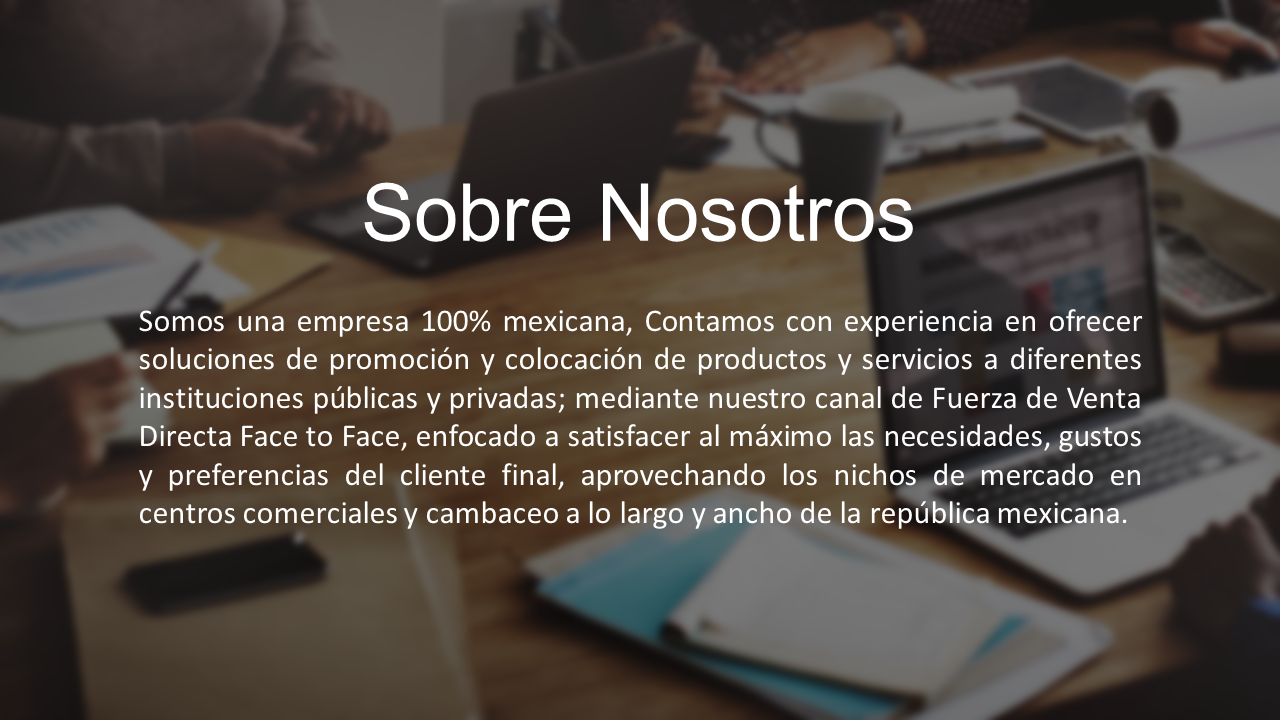 Sobre Nosotros
Somos una empresa 100% mexicana, Contamos con experiencia en ofrecer
soluciones de promoción y colocación de productos y servicios a diferentes
instituciones públicas y privadas; mediante nuestro canal de Fuerza de Venta
Directa Face to Face, enfocado a satisfacer al máximo las necesidades, gustos
y preferencias del cliente final, aprovechando los nichos de mercado en
centros comerciales y cambaceo a lo largo y ancho de la república mexicana.